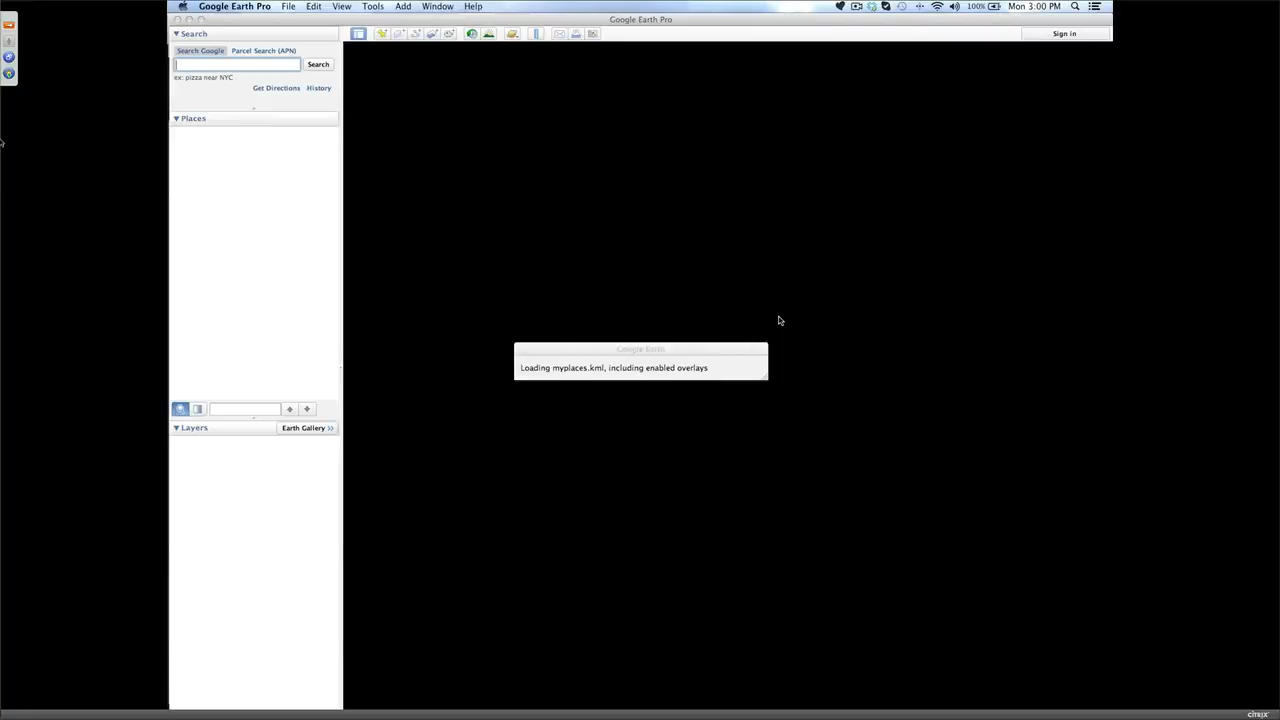 Google Earth Pro File Edit View Tools Add Window Help 100% Mon 3:00 PM
Google Earth Pro
Search
Sign in
Search Google Parcel Search (APN)
Search
ex: pizza near NYC
Get Directions History
Places
Google Earth
Loading myplaces.kml, including enabled overlays
Layers Earth Gallery >>
CITRIX